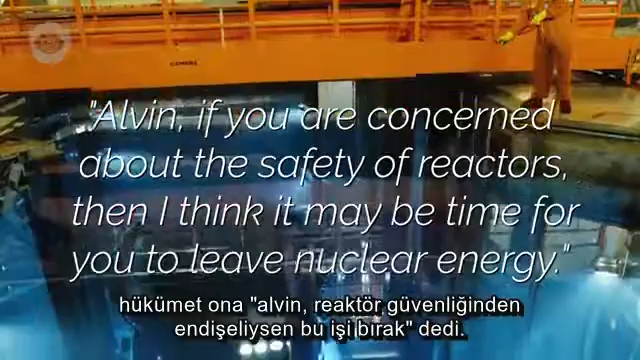 "Alvin, if you are concerned
about the safety of reactors,
then I think it may be time for
you to leave nuclear energy."
hükümet ona "alvin, reaktör güvenliğinden
endişeliysen bu işi bırak" dedi.